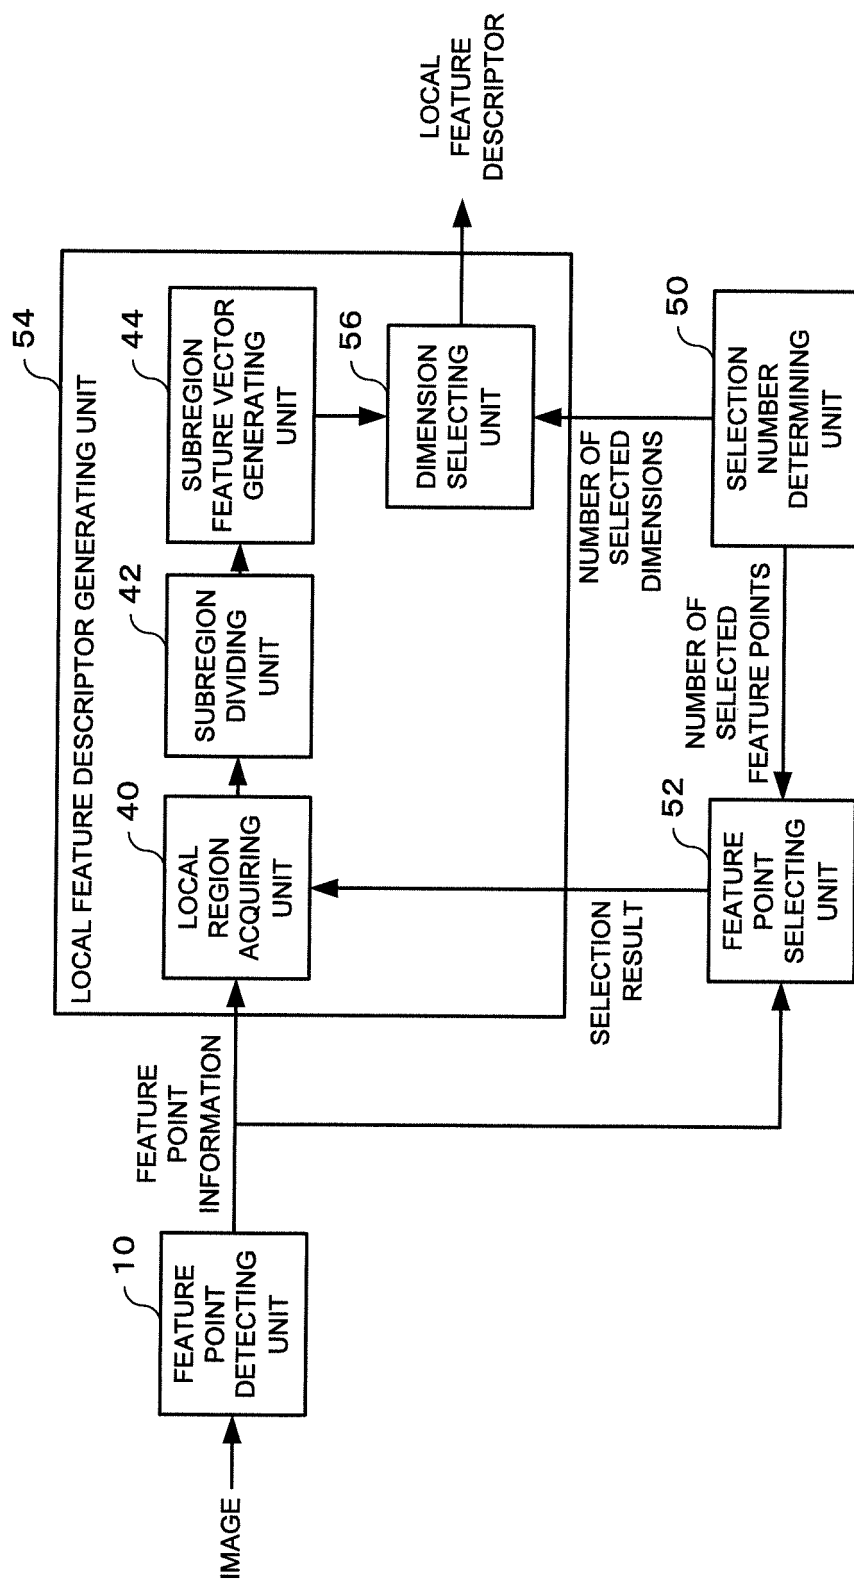 IMAGE
10
FEATURE
POINT
DETECTING
UNIT
FEATURE
POINT
INFORMATION
54
LOCAL FEATURE DESCRIPTOR GENERATING UNIT
40
LOCAL
REGION
ACQUIRING
UNIT
42
SUBREGION
DIVIDING
UNIT
44
SUBREGION
FEATURE VECTOR
GENERATING
UNIT
56
DIMENSION
SELECTING
UNIT
LOCAL
FEATURE
DESCRIPTOR
SELECTION
RESULT
NUMBER OF
SELECTED
DIMENSIONS
52
FEATURE
POINT
SELECTING
UNIT
NUMBER OF
SELECTED
FEATURE POINTS
50
SELECTION
NUMBER
DETERMINING
UNIT